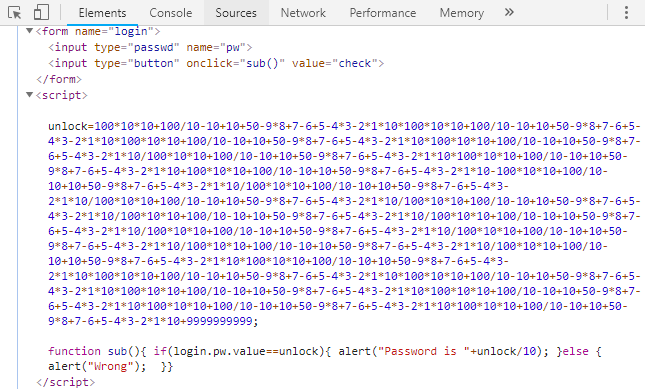 Elements Console Sources Network Performance Memory »
▼<form name="login">
<input type="passwd" name="pw">
<input type="button" onclick="sub()" value="check">
</form>
▼<script>
unlock=100*10*10+100/10-10+10+50-9*8+7-6+5-4*3-2*1*10*100*10*10+100/10-10+10+50-9*8+7-6+5-
4*3-2*1*10*100*10*10+100/10-10+10+50-9*8+7-6+5-4*3-2*1*10*100*10*10+100/10-10+10+50-9*8+7-
6+5-4*3-2*1*10/100*10*10+100/10-10+10+50-9*8+7-6+5-4*3-2*1*10*100*10*10+100/10-10+10+50-
9*8+7-6+5-4*3-2*1*10+100*10*10+100/10-10+10+50-9*8+7-6+5-4*3-2*1*10-100*10*10+100/10-
10+10+50-9*8+7-6+5-4*3-2*1*10/100*10*10+100/10-10+10+50-9*8+7-6+5-4*3-
2*1*10/100*10*10+100/10-10+10+50-9*8+7-6+5-4*3-2*1*10/100*10*10+100/10-10+10+50-9*8+7-6+5-
4*3-2*1*10/100*10*10+100/10-10+10+50-9*8+7-6+5-4*3-2*1*10*100*10*10+100/10-10+10+50-
9*8+7-6+5-4*3-2*1*10/100*10*10+100/10-10+10+50-9*8+7-6+5-4*3-2*1*10/100*10*10+100/10-
10+10+50-9*8+7-6+5-4*3-2*1*10*100*10*10+100/10-10+10+50-9*8+7-6+5-4*3-
2*1*10*100*10*10+100/10-10+10+50-9*8+7-6+5-4*3-2*1*10*100*10*10+100/10-10+10+50-9*8+7-6+5-
4*3-2*1*10+100*10*10+100/10-10+10+50-9*8+7-6+5-4*3-2*1*10*100*10*10+100/10-10+10+50-9*8+7-
6+5-4*3-2*1*10*100*10*10+100/10-10+10+50-9*8+7-6+5-4*3-2*1*10*100*10*10+100/10-10+10+50-
9*8+7-6+5-4*3-2*1*10+9999999999;
function sub(){ if(login.pw.value==unlock){ alert("Password is "+unlock/10); }else {
alert("Wrong"); }}
</script>